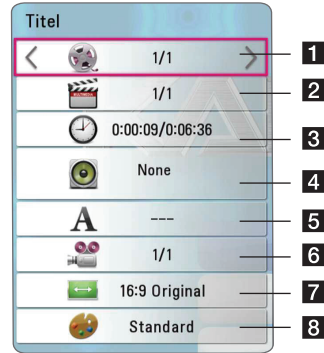 Titel
1/1 1
1/1 2
0:00:09/0:06:36 3
None 4
A --- 5
1/1 6
16:9 Original 7
Standard 8